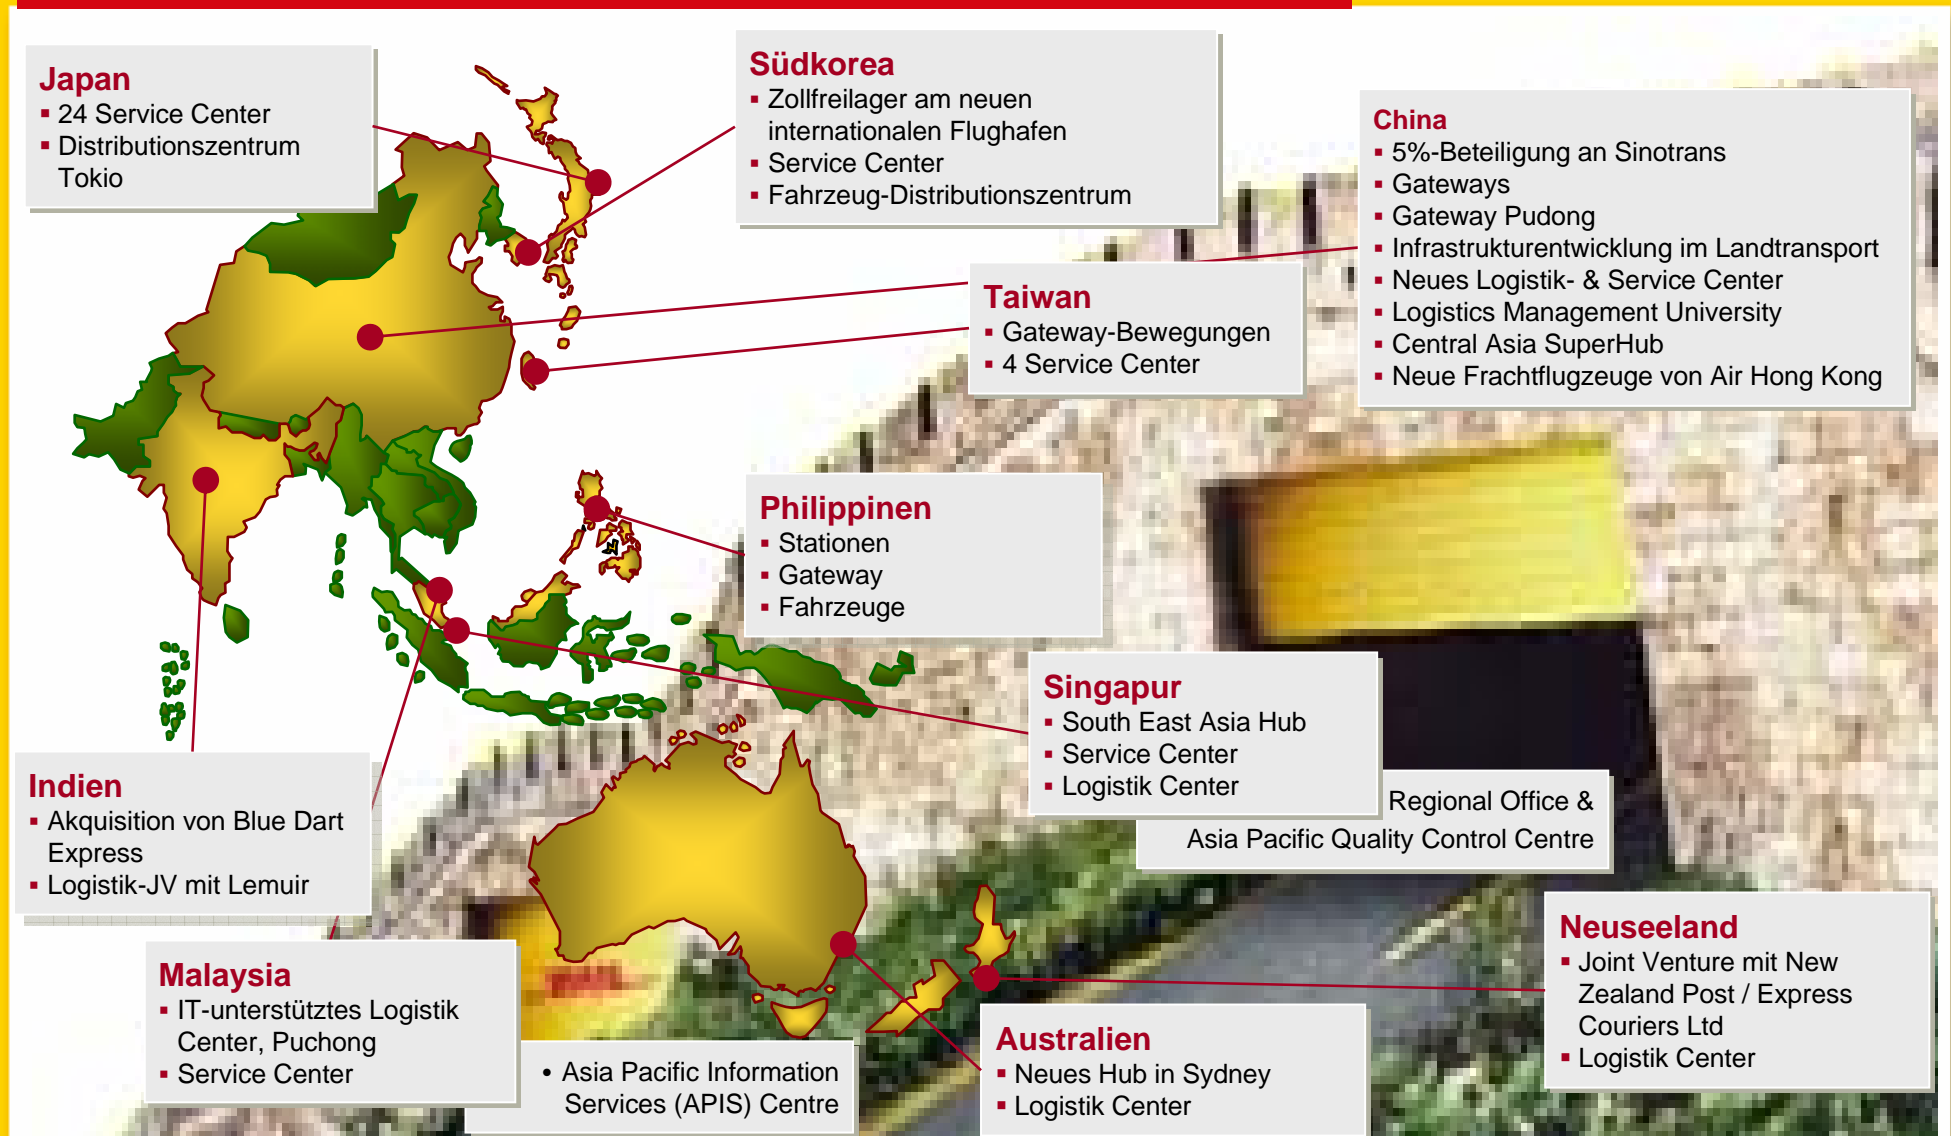 Japan
▪ 24 Service Center
▪ Distributionszentrum
Tokio
Südkorea
▪ Zollfreilager am neuen
internationalen Flughafen
▪ Service Center
▪ Fahrzeug-Distributionszentrum
China
▪ 5%-Beteiligung an Sinotrans
▪ Gateways
▪ Gateway Pudong
▪ Infrastrukturentwicklung im Landtransport
▪ Neues Logistik- & Service Center
▪ Logistics Management University
▪ Central Asia SuperHub
▪ Neue Frachtflugzeuge von Air Hong Kong
Taiwan
▪ Gateway-Bewegungen
▪ 4 Service Center
Philippinen
▪ Stationen
▪ Gateway
▪ Fahrzeuge
Singapur
▪ South East Asia Hub
▪ Service Center
▪ Logistik Center
Regional Office &
Asia Pacific Quality Control Centre
Indien
▪ Akquisition von Blue Dart
Express
▪ Logistik-JV mit Lemuir
Malaysia
▪ IT-unterstütztes Logistik
Center, Puchong
▪ Service Center
• Asia Pacific Information
Services (APIS) Centre
Australien
▪ Neues Hub in Sydney
▪ Logistik Center
Neuseeland
▪ Joint Venture mit New
Zealand Post / Express
Couriers Ltd
▪ Logistik Center